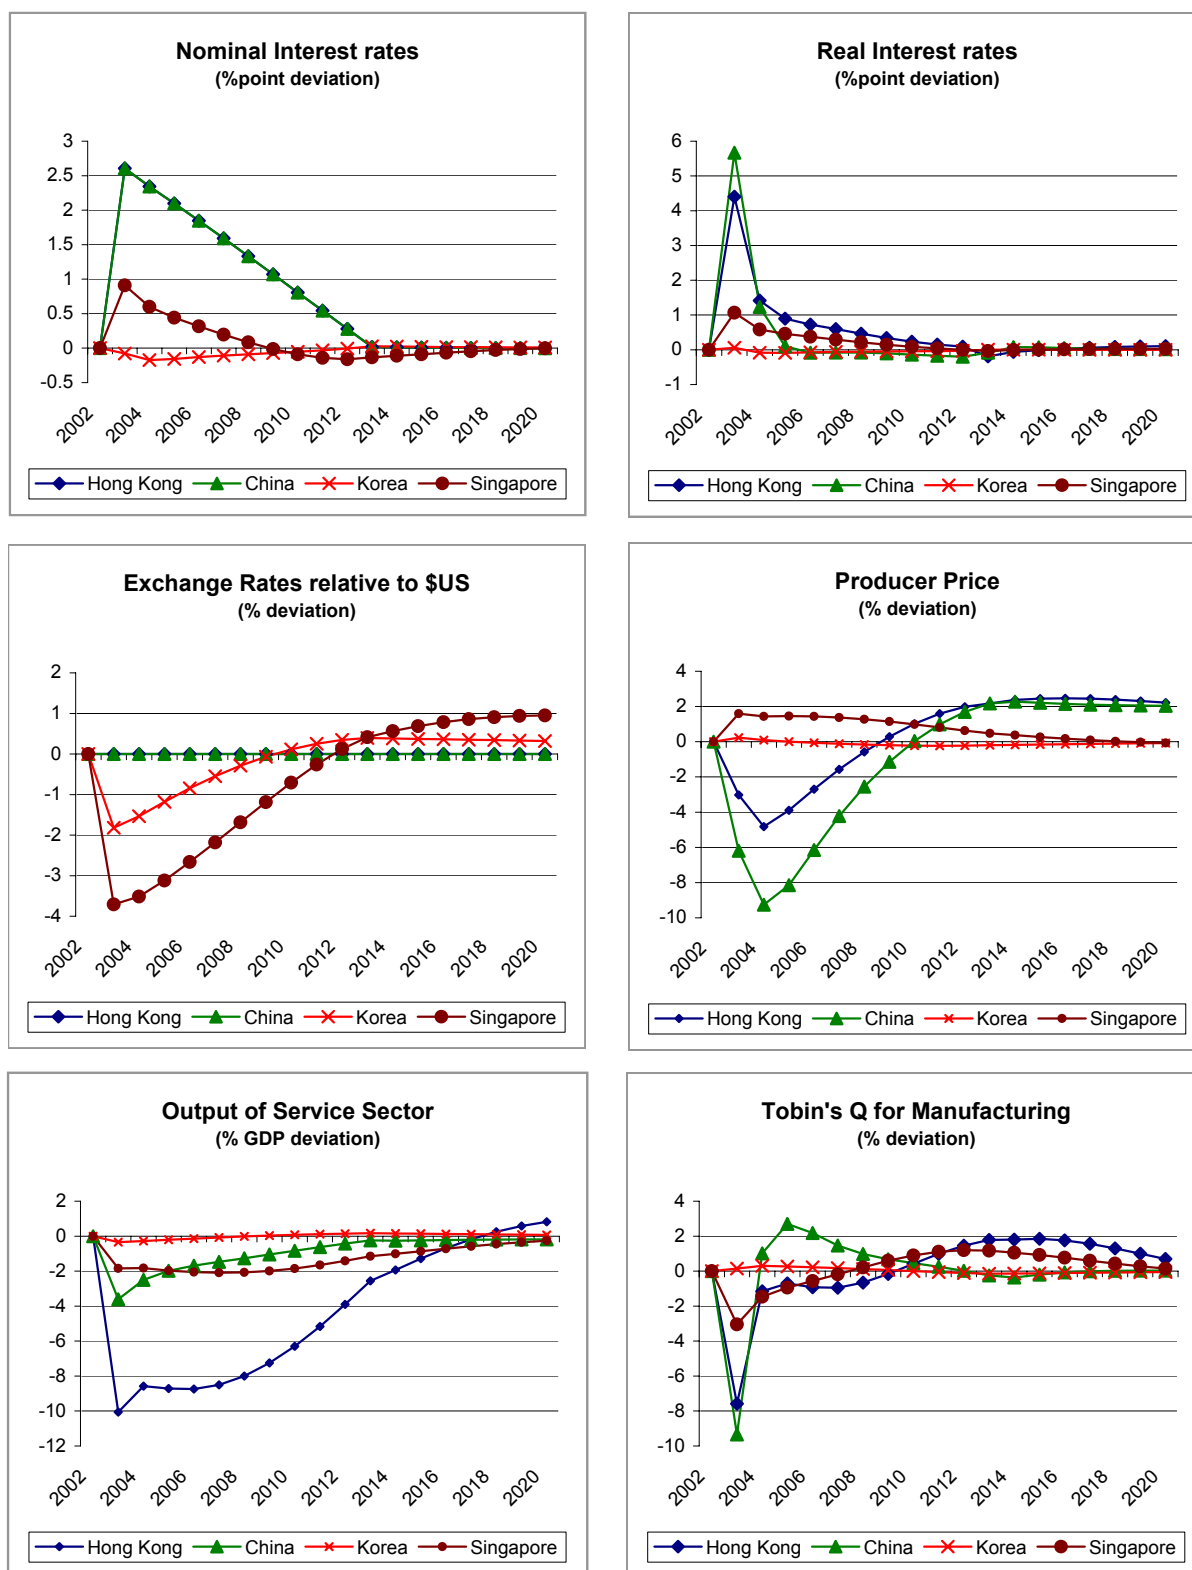 Nominal Interest rates
(%point deviation)
3
2.5
2
1.5
1
0.5
0
-0.5
2002 2004 2006 2008 2010 2012 2014 2016 2018 2020
Hong Kong China Korea Singapore
Real Interest rates
(%point deviation)
6
5
4
3
2
1
0
-1
2002 2004 2006 2008 2010 2012 2014 2016 2018 2020
Hong Kong China Korea Singapore
Exchange Rates relative to $US
(% deviation)
2
1
0
-1
-2
-3
-4
2002 2004 2006 2008 2010 2012 2014 2016 2018 2020
Hong Kong China Korea Singapore
Producer Price
(% deviation)
4
2
0
-2
-4
-6
-8
-10
2002 2004 2006 2008 2010 2012 2014 2016 2018 2020
Hong Kong China Korea Singapore
Output of Service Sector
(% GDP deviation)
2
0
-2
-4
-6
-8
-10
-12
2002 2004 2006 2008 2010 2012 2014 2016 2018 2020
Hong Kong China Korea Singapore
Tobin's Q for Manufacturing
(% deviation)
4
2
0
-2
-4
-6
-8
-10
2002 2004 2006 2008 2010 2012 2014 2016 2018 2020
Hong Kong China Korea Singapore